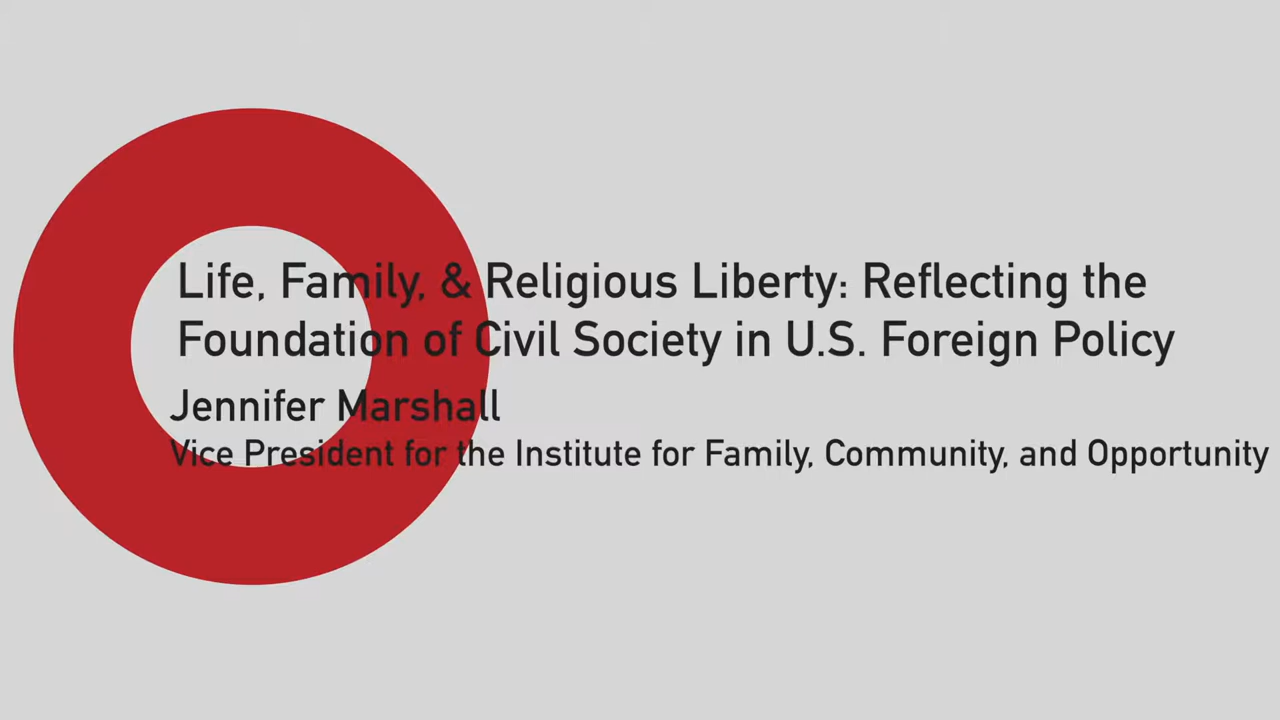 Life, Family, & Religious Liberty: Reflecting the
Foundation of Civil Society in U.S. Foreign Policy
Jennifer Marshall
Vice President for the Institute for Family, Community, and Opportunity